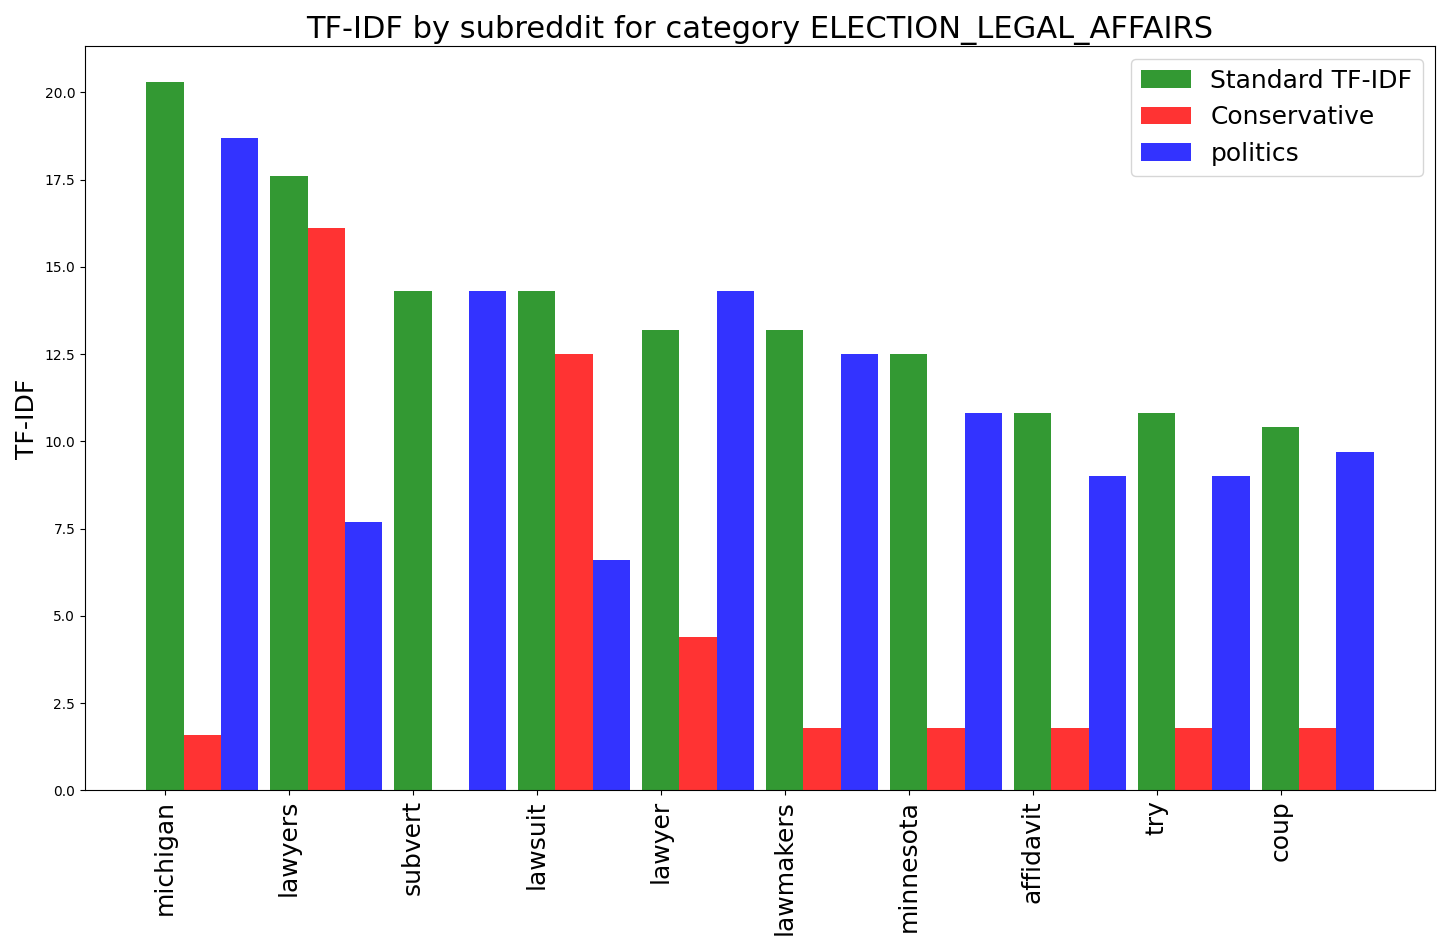 TF-IDF by subreddit for category ELECTION_LEGAL_AFFAIRS
Standard TF-IDF
Conservative
politics
TF-IDF
20.0
17.5
15.0
12.5
10.0
7.5
5.0
2.5
0.0
michigan
lawyers
subvert
lawsuit
lawyer
lawmakers
minnesota
affidavit
try
coup